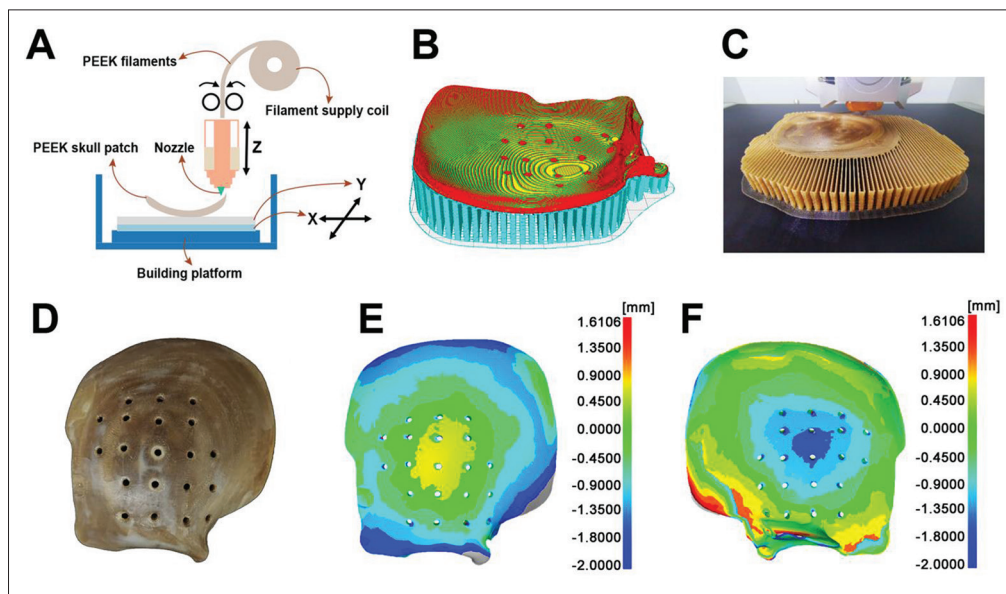 A
PEEK filaments
Filament supply coil
Z
PEEK skull patch
Nozzle
Y
X
Building platform
B
C
D
E
[mm]
1.6106
1.3500
0.9000
0.4500
0.0000
-0.4500
-0.9000
-1.3500
-1.8000
-2.0000
F
[mm]
1.6106
1.3500
0.9000
0.4500
0.0000
-0.4500
-0.9000
-1.3500
-1.8000
-2.0000